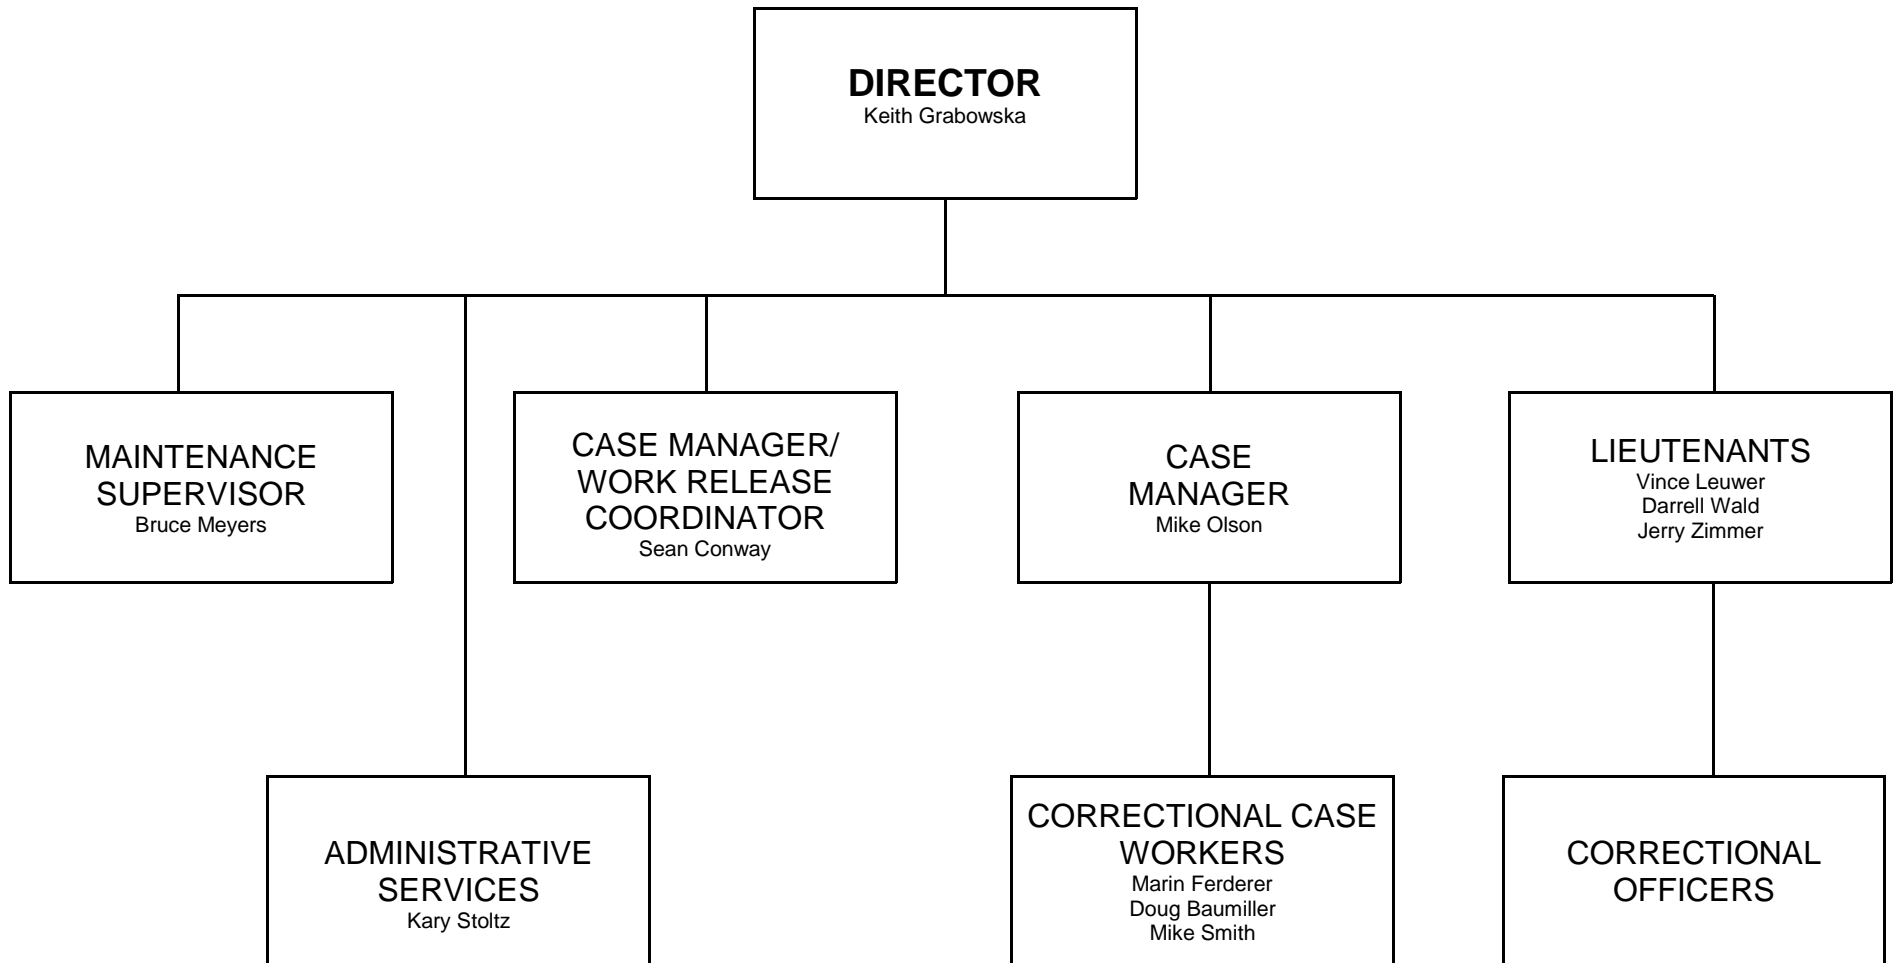 DIRECTOR
Keith Grabowska
MAINTENANCE
SUPERVISOR
Bruce Meyers
CASE MANAGER/
WORK RELEASE
COORDINATOR
Sean Conway
CASE
MANAGER
Mike Olson
LIEUTENANTS
Vince Leuwer
Darrell Wald
Jerry Zimmer
ADMINISTRATIVE
SERVICES
Kary Stoltz
CORRECTIONAL CASE
WORKERS
Marin Ferderer
Doug Baumiller
Mike Smith
CORRECTIONAL
OFFICERS